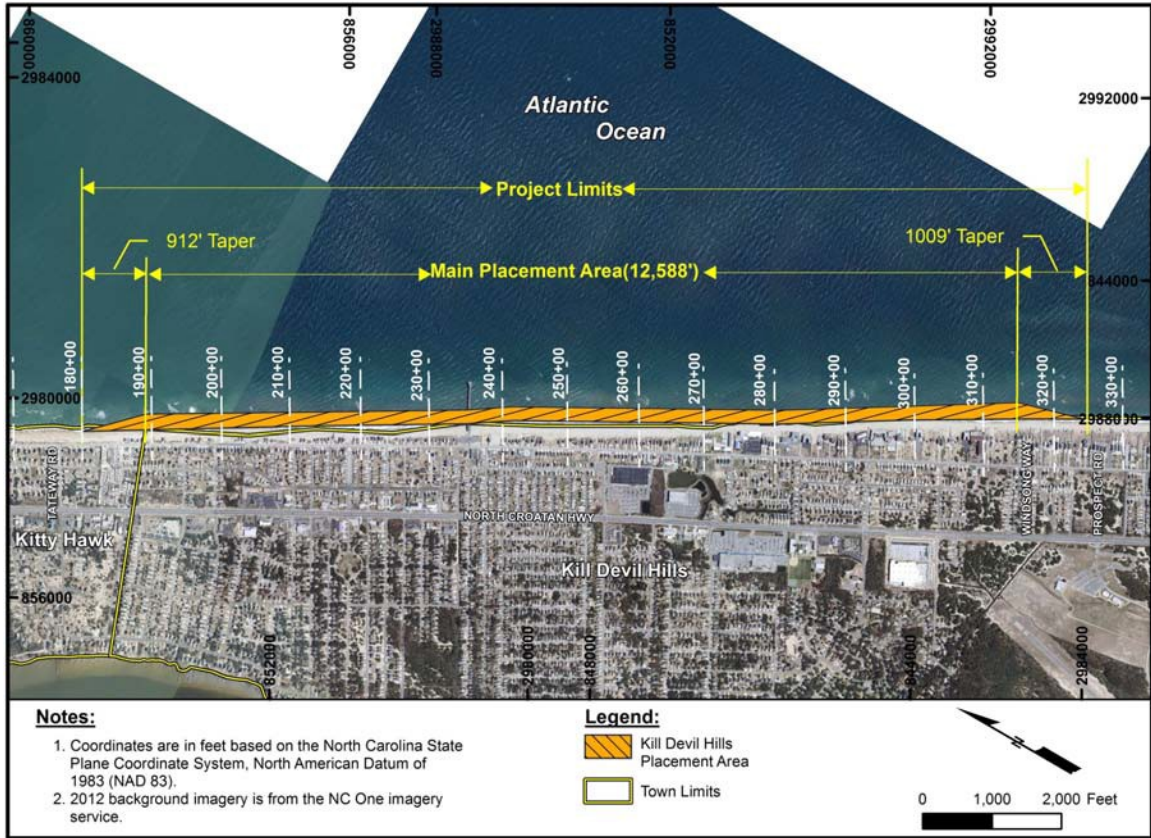 860000
856000
2988000
852000
2992000
2984000
2992000
Atlantic
Ocean
Project Limits
912' Taper
1009' Taper
Main Placement Area(12,588')
844000
180+00
190+00
200+00
210+00
220+00
230+00
240+00
250+00
260+00
270+00
280+00
290+00
300+00
310+00
320+00
330+00
2980000
2988000
TATEWAY RD
WINDSONG WAY
PROSPECT RD
NORTH CROATAN HWY
Kitty Hawk
Kill Devil Hills
856000
852000
2980000
848000
844000
2984000
Notes:
1. Coordinates are in feet based on the North Carolina State
Plane Coordinate System, North American Datum of
1983 (NAD 83).
2. 2012 background imagery is from the NC One imagery
service.
Legend:
Kill Devil Hills
Placement Area
Town Limits
N
0 1,000 2,000 Feet